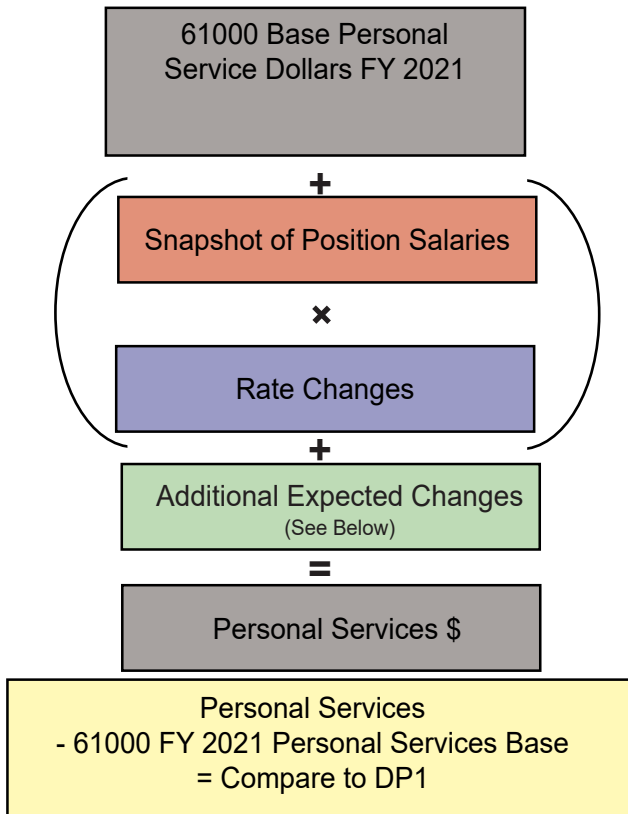 61000 Base Personal
Service Dollars FY 2021
+
Snapshot of Position Salaries
×
Rate Changes
+
Additional Expected Changes
(See Below)
=
Personal Services $
Personal Services
- 61000 FY 2021 Personal Services Base
= Compare to DP1